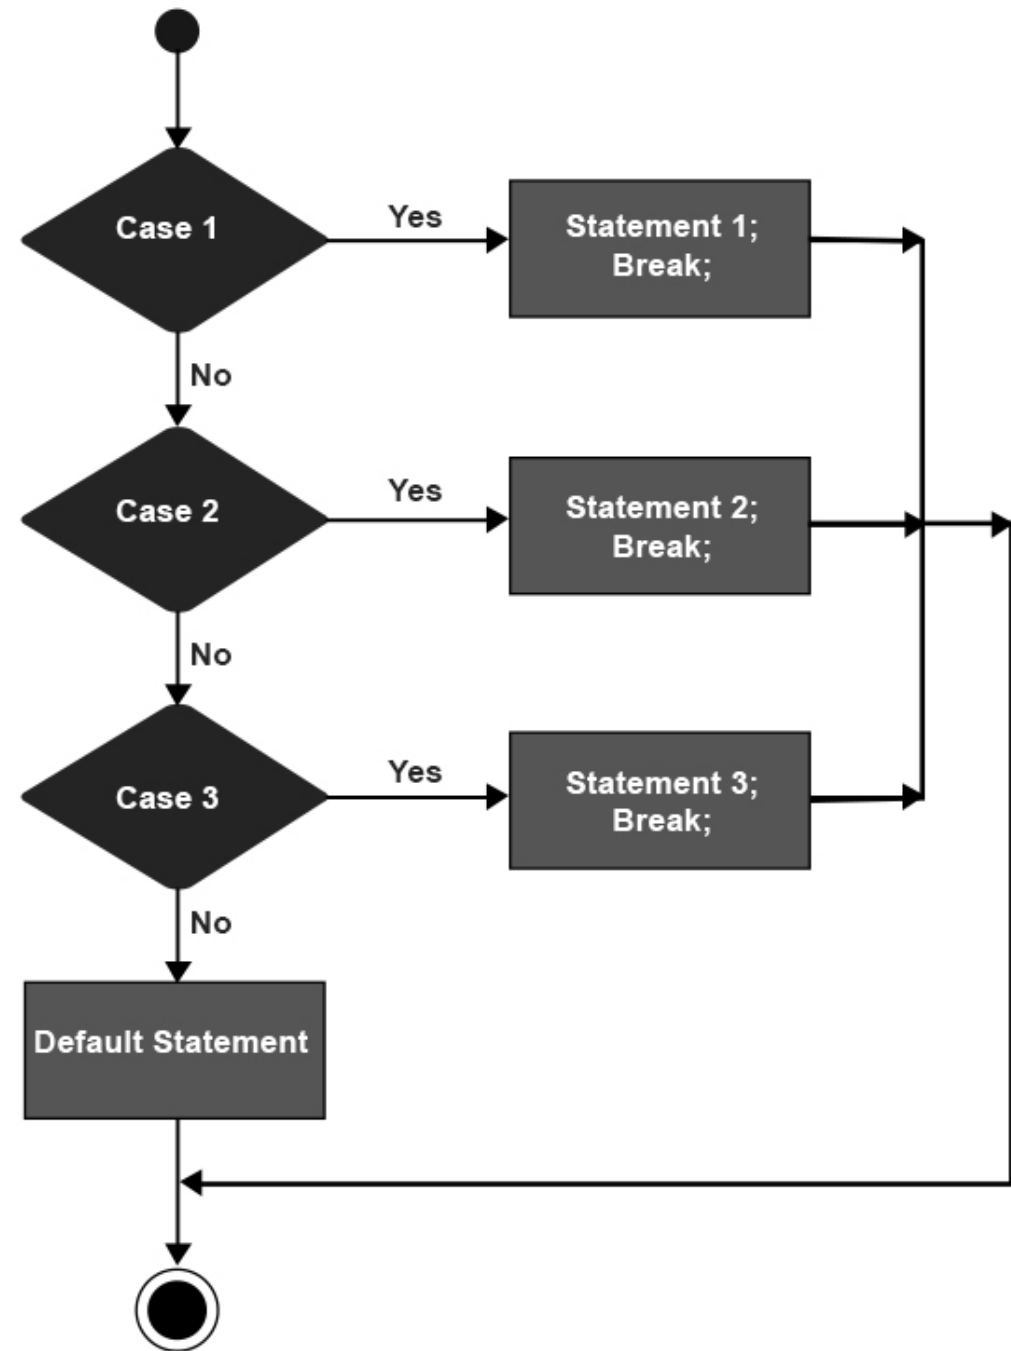 Case 1
Yes
Statement 1;
Break;
No
Case 2
Yes
Statement 2;
Break;
No
Case 3
Yes
Statement 3;
Break;
No
Default Statement